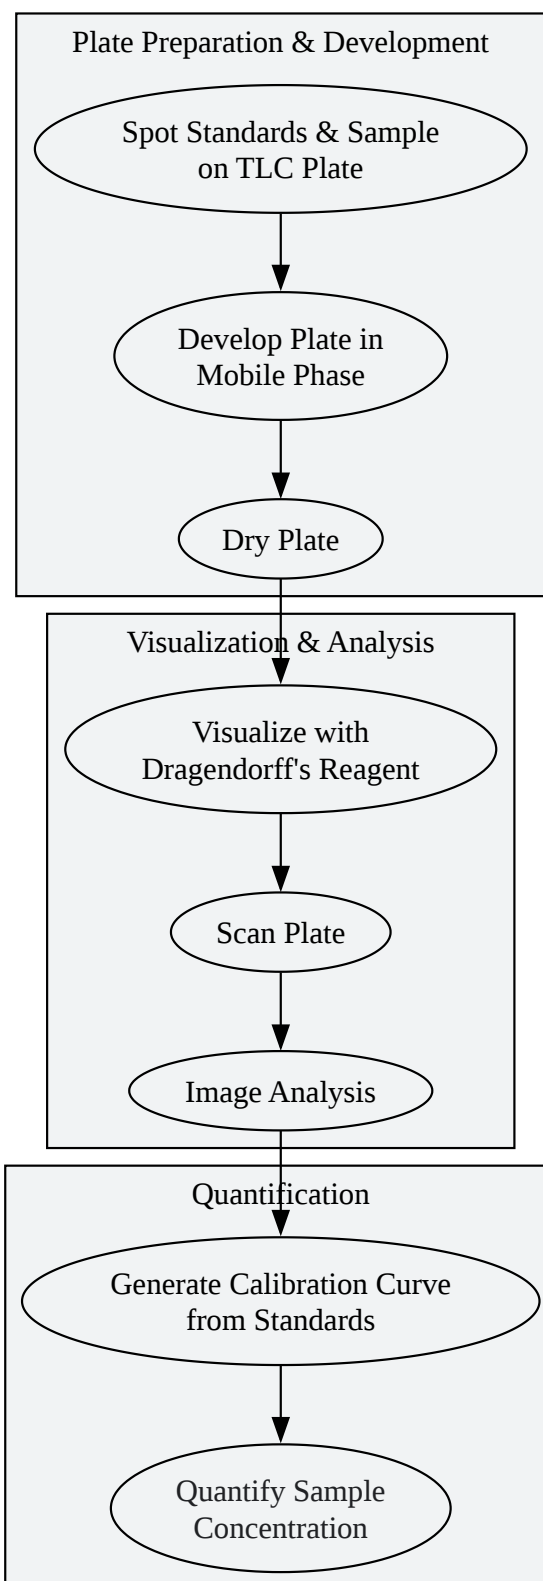 Plate Preparation & Development
Spot Standards & Sample
on TLC Plate
Develop Plate in
Mobile Phase
Dry Plate
Visualization & Analysis
Visualize with
Dragendorff's Reagent
Scan Plate
Image Analysis
Quantification
Generate Calibration Curve
from Standards
Quantify Sample
Concentration